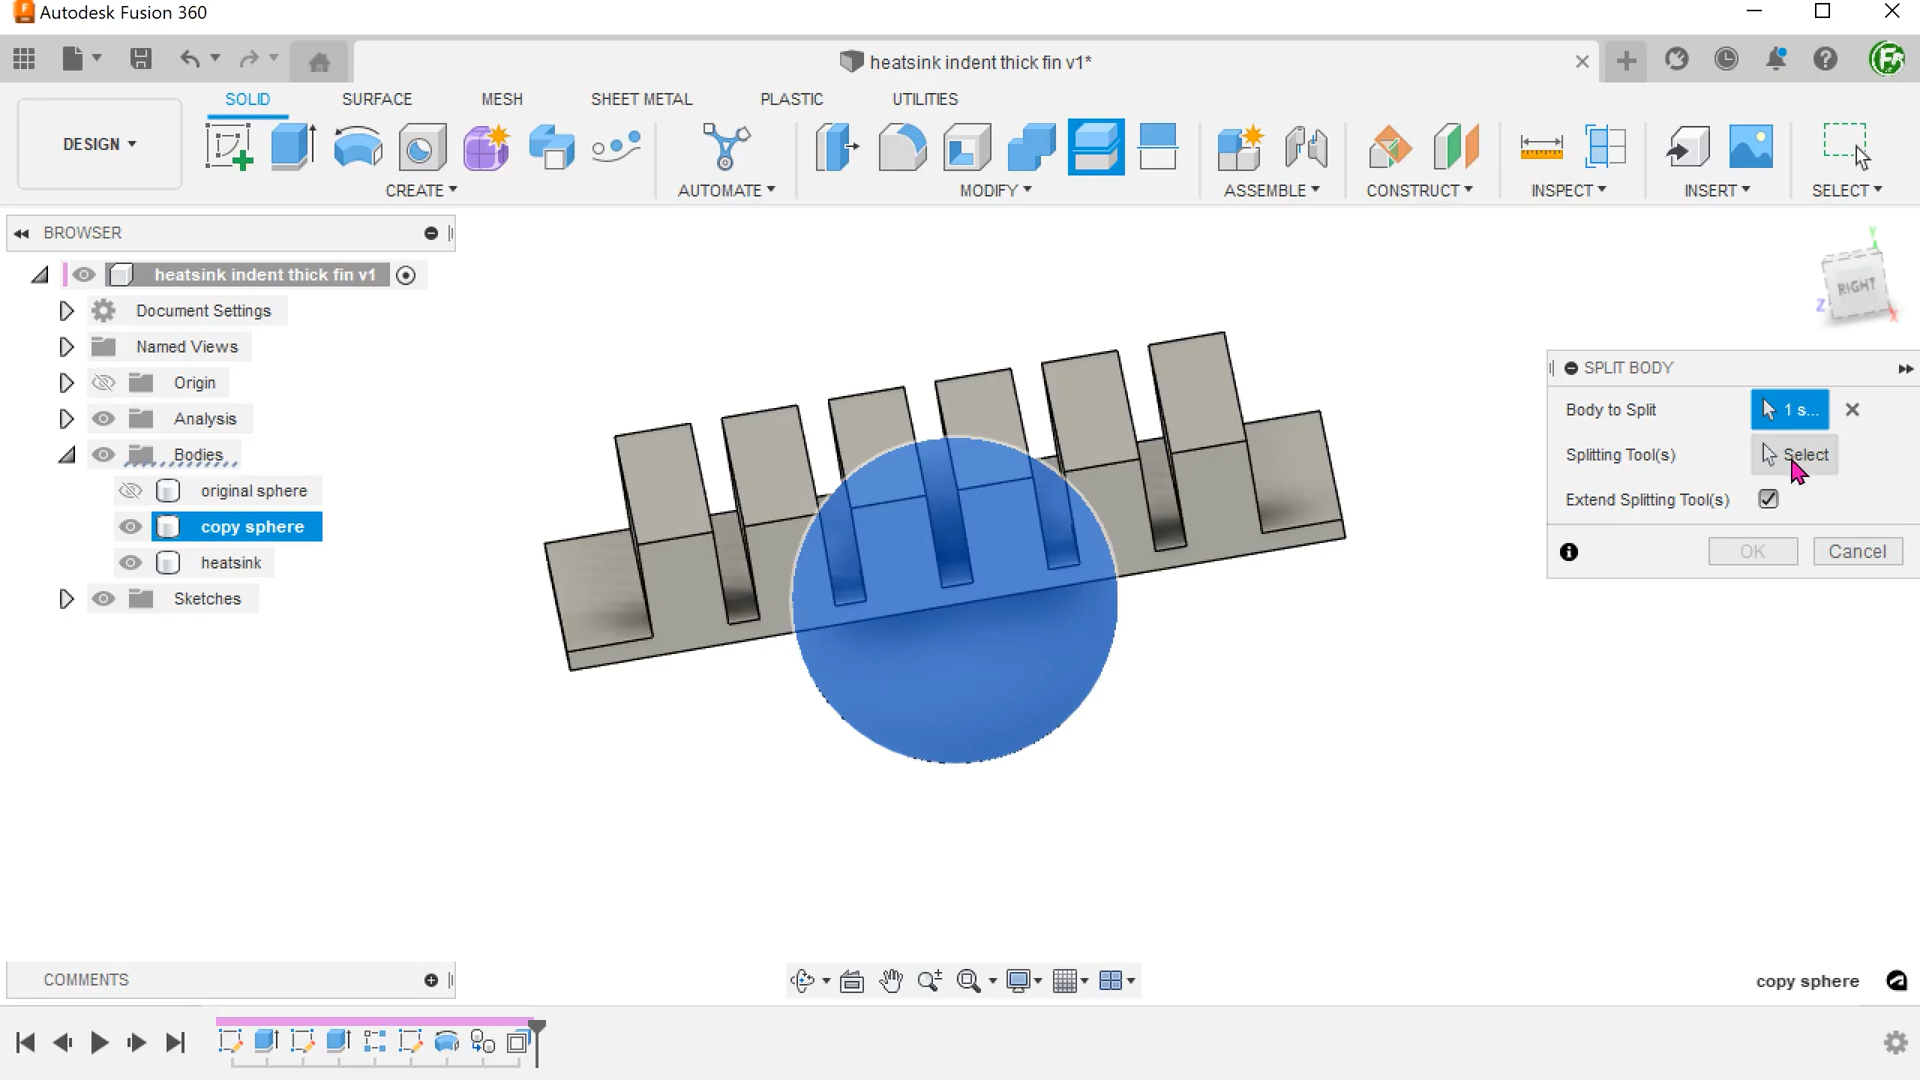 Autodesk Fusion 360
heatsink indent thick fin v1*
SOLID SURFACE MESH SHEET METAL PLASTIC UTILITIES
DESIGN
CREATE AUTOMATE MODIFY ASSEMBLE CONSTRUCT INSPECT INSERT SELECT
BROWSER
heatsink indent thick fin v1
Document Settings
Named Views
Origin
Analysis
Bodies
original sphere
copy sphere
heatsink
Sketches
Y
RIGHT
Z
X
SPLIT BODY
Body to Split 1 s...
Splitting Tool(s) Select
Extend Splitting Tool(s)
OK Cancel
COMMENTS
copy sphere